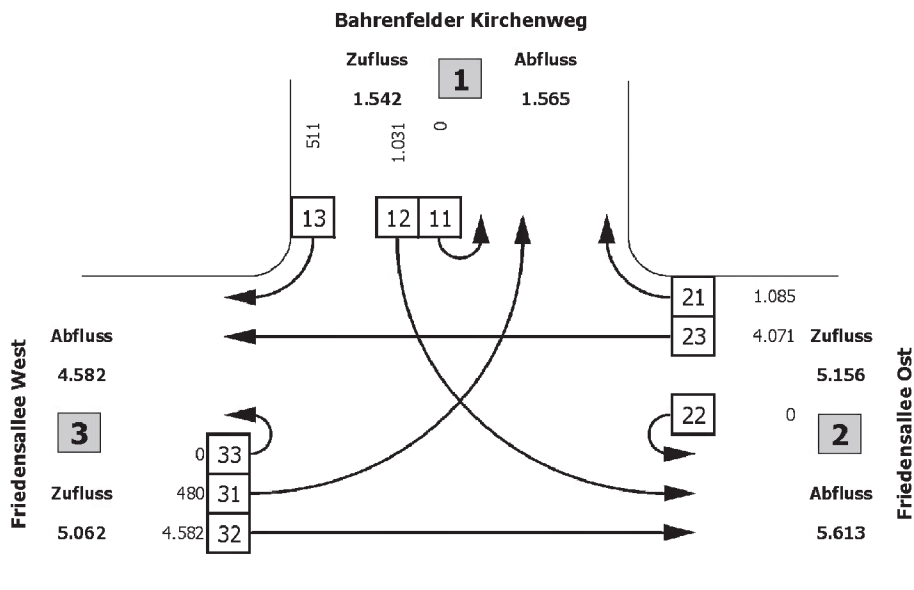 Bahrenfelder Kirchenweg
Zufluss 1 Abfluss
1.542 1.565
511 1.031 0
13 12 11
21 1.085
Abfluss 23 4.071 Zufluss
4.582 5.156
Friedensallee West
Friedensallee Ost
3 22 0 2
0 33
Zufluss 480 31 Abfluss
5.062 4.582 32 5.613